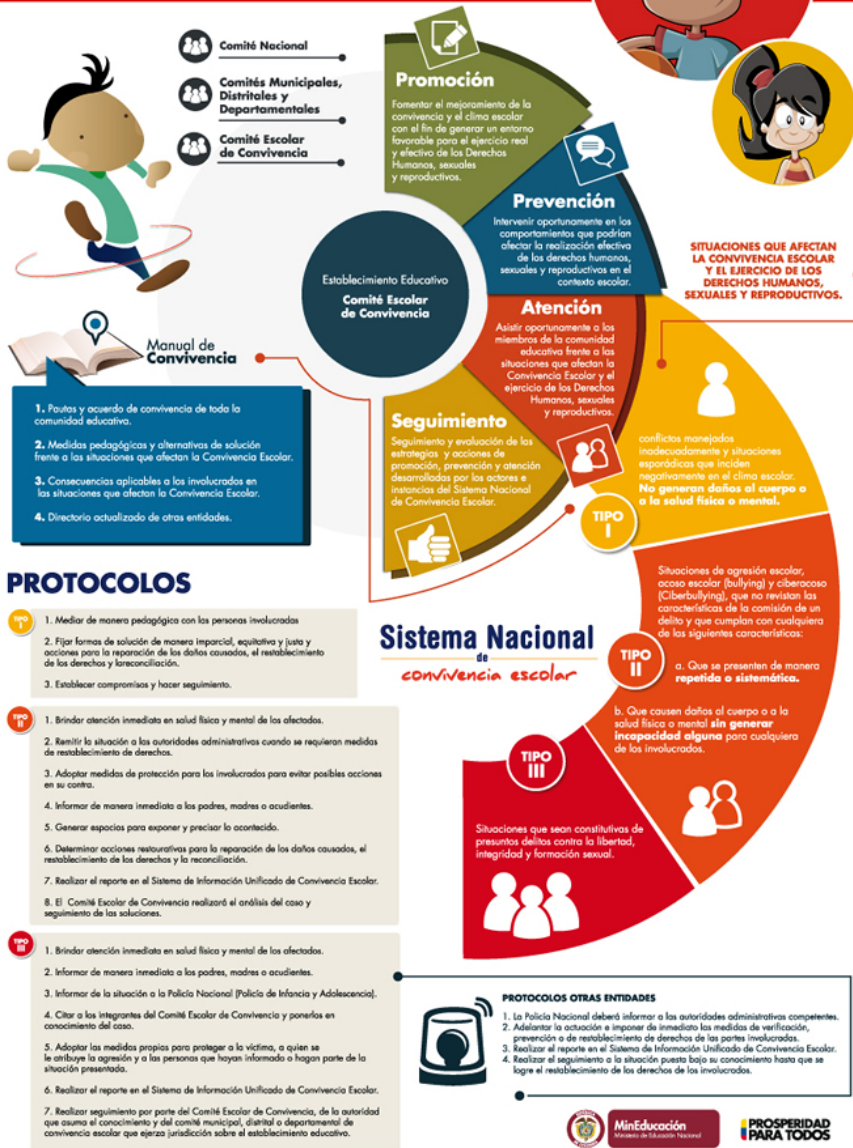 Comité Nacional
Comités Municipales,
Distritales y
Departamentales
Comité Escolar
de Convivencia
Promoción
Fomentar el mejoramiento de la
convivencia y el clima escolar
con el fin de generar un entorno
favorable para el ejercicio real
y efectivo de los Derechos
Humanos, sexuales
y reproductivos.
Prevención
Intervenir oportunamente en los
comportamientos que podrían
afectar la realización efectiva
de los derechos humanos,
sexuales y reproductivos en el
contexto escolar.
Establecimiento Educativo
Comité Escolar
de Convivencia
Atención
Asistir oportunamente a los
miembros de la comunidad
educativa frente a las
situaciones que afectan la
Convivencia Escolar y el
ejercicio de los Derechos
Humanos, sexuales
y reproductivos.
Seguimiento
Seguimiento y evaluación de las
estrategias y acciones de
promoción, prevención y atención
desarrolladas por los actores e
instancias del Sistema Nacional
de Convivencia Escolar.
SITUACIONES QUE AFECTAN
LA CONVIVENCIA ESCOLAR
Y EL EJERCICIO DE LOS
DERECHOS HUMANOS,
SEXUALES Y REPRODUCTIVOS.
Manual de
Convivencia
1. Pautas y acuerdo de convivencia de toda la
comunidad educativa.
2. Medidas pedagógicas y alternativas de solución
frente a las situaciones que afectan la Convivencia Escolar.
3. Consecuencias aplicables a los involucrados en
las situaciones que afectan la Convivencia Escolar.
4. Directorio actualizado de otras entidades.
TIPO
I
conflictos manejados
inadecuadamente y situaciones
esporádicas que inciden
negativamente en el clima escolar.
No generan daños al cuerpo o
a la salud física o mental.
TIPO
II
Situaciones de agresión escolar,
acoso escolar (bullying) y ciberacoso
(Ciberbullying), que no revistan las
características de la comisión de un
delito y que cumplan con cualquiera
de las siguientes características:
a. Que se presenten de manera
repetida o sistemática.
b. Que causen daños al cuerpo o a la
salud física o mental sin generar
incapacidad alguna para cualquiera
de los involucrados.
TIPO
III
Situaciones que sean constitutivas de
presuntos delitos contra la libertad,
integridad y formación sexual.
Sistema Nacional
de
convivencia escolar
PROTOCOLOS
TIPO
I
1. Mediar de manera pedagógica con las personas involucradas
2. Fijar formas de solución de manera imparcial, equitativa y justa y
acciones para la reparación de los daños causados, el restablecimiento
de los derechos y lareconciliación.
3. Establecer compromisos y hacer seguimiento.
TIPO
II
1. Brindar atención inmediata en salud física y mental de los afectados.
2. Remitir la situación a las autoridades administrativas cuando se requieran medidas
de restablecimiento de derechos.
3. Adoptar medidas de protección para los involucrados para evitar posibles acciones
en su contra.
4. Informar de manera inmediata a los padres, madres o acudientes.
5. Generar espacios para exponer y precisar lo acontecido.
6. Determinar acciones restaurativas para la reparación de los daños causados, el
restablecimiento de los derechos y la reconciliación.
7. Realizar el reporte en el Sistema de Información Unificado de Convivencia Escolar.
8. El Comité Escolar de Convivencia realizará el análisis del caso y
seguimiento de las soluciones.
TIPO
III
1. Brindar atención inmediata en salud física y mental de los afectados.
2. Informar de manera inmediata a los padres, madres o acudientes.
3. Informar de la situación a la Policía Nacional (Policía de Infancia y Adolescencia).
4. Citar a los integrantes del Comité Escolar de Convivencia y ponerlos en
conocimiento del caso.
5. Adoptar las medidas propias para proteger a la víctima, a quien se
le atribuye la agresión y a las personas que hayan informado o hagan parte de la
situación presentada.
6. Realizar el reporte en el Sistema de Información Unificado de Convivencia Escolar.
7. Realizar seguimiento por parte del Comité Escolar de Convivencia, de la autoridad
que asuma el conocimiento y del comité municipal, distrital o departamental de
convivencia escolar que ejerza jurisdicción sobre el establecimiento educativo.
PROTOCOLOS OTRAS ENTIDADES
1. La Policía Nacional deberá informar a las autoridades administrativas competentes.
2. Adelantar la actuación e imponer de inmediato las medidas de verificación,
prevención o de restablecimiento de derechos de las partes involucradas.
3. Realizar el reporte en el Sistema de Información Unificado de Convivencia Escolar.
4. Realizar el seguimiento a la situación puesta bajo su conocimiento hasta que se
logre el restablecimiento de los derechos de los involucrados.
MinEducación
Ministerio de Educación Nacional
PROSPERIDAD
PARA TODOS